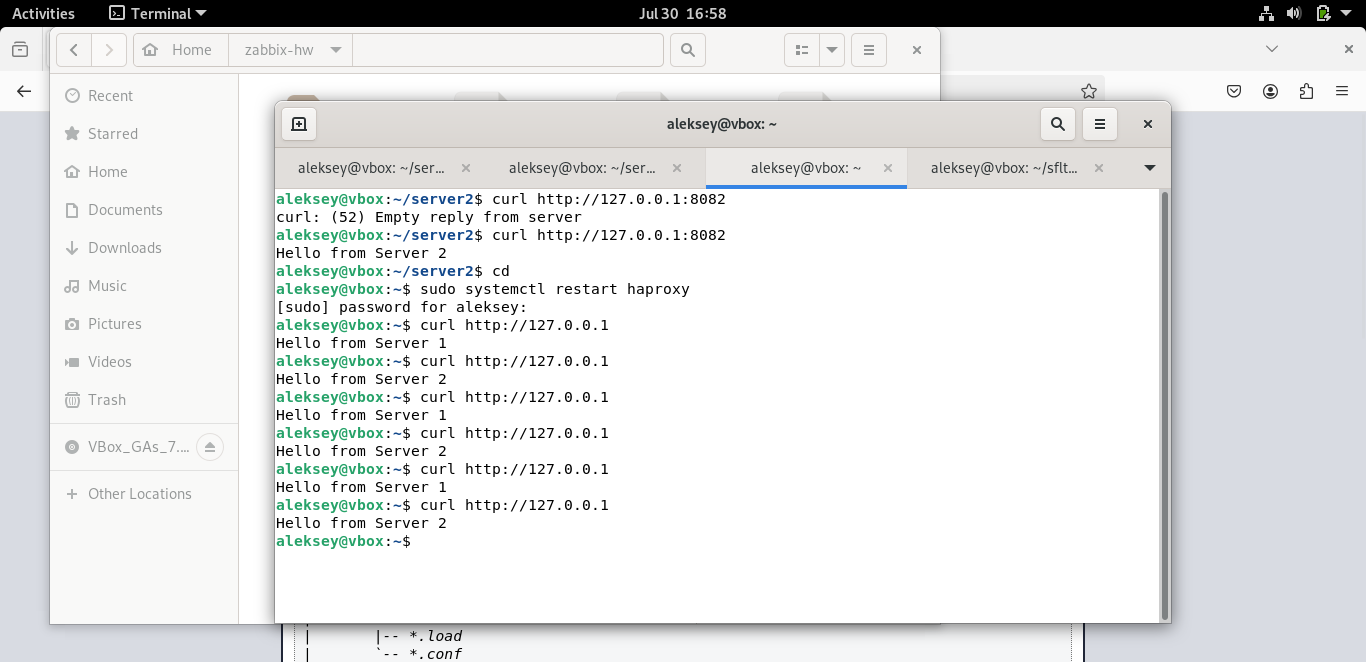 Activities Terminal Jul 30 16:58
Home zabbix-hw
Recent
Starred
Home
Documents
Downloads
Music
Pictures
Videos
Trash
VBox_GAs_7....
Other Locations
aleksey@vbox: ~
aleksey@vbox: ~/ser... aleksey@vbox: ~/ser... aleksey@vbox: ~ aleksey@vbox: ~/sflt...
aleksey@vbox:~/server2$ curl http://127.0.0.1:8082
curl: (52) Empty reply from server
aleksey@vbox:~/server2$ curl http://127.0.0.1:8082
Hello from Server 2
aleksey@vbox:~/server2$ cd
aleksey@vbox:~$ sudo systemctl restart haproxy
[sudo] password for aleksey:
aleksey@vbox:~$ curl http://127.0.0.1
Hello from Server 1
aleksey@vbox:~$ curl http://127.0.0.1
Hello from Server 2
aleksey@vbox:~$ curl http://127.0.0.1
Hello from Server 1
aleksey@vbox:~$ curl http://127.0.0.1
Hello from Server 2
aleksey@vbox:~$ curl http://127.0.0.1
Hello from Server 1
aleksey@vbox:~$ curl http://127.0.0.1
Hello from Server 2
aleksey@vbox:~$
| |-- *.load
| `-- *.conf